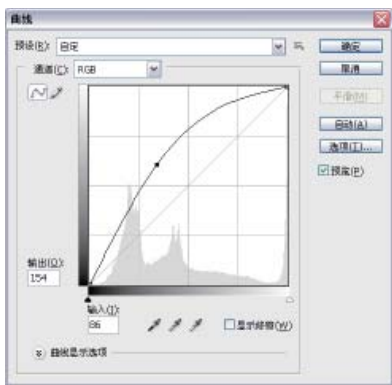 曲线
预设(R): 自定
确定
通道(C): RGB
取消
平滑(M)
自动(A)
选项(T)...
预览(P)
输出(O):
154
输入(I):
86
显示修剪(W)
曲线显示选项